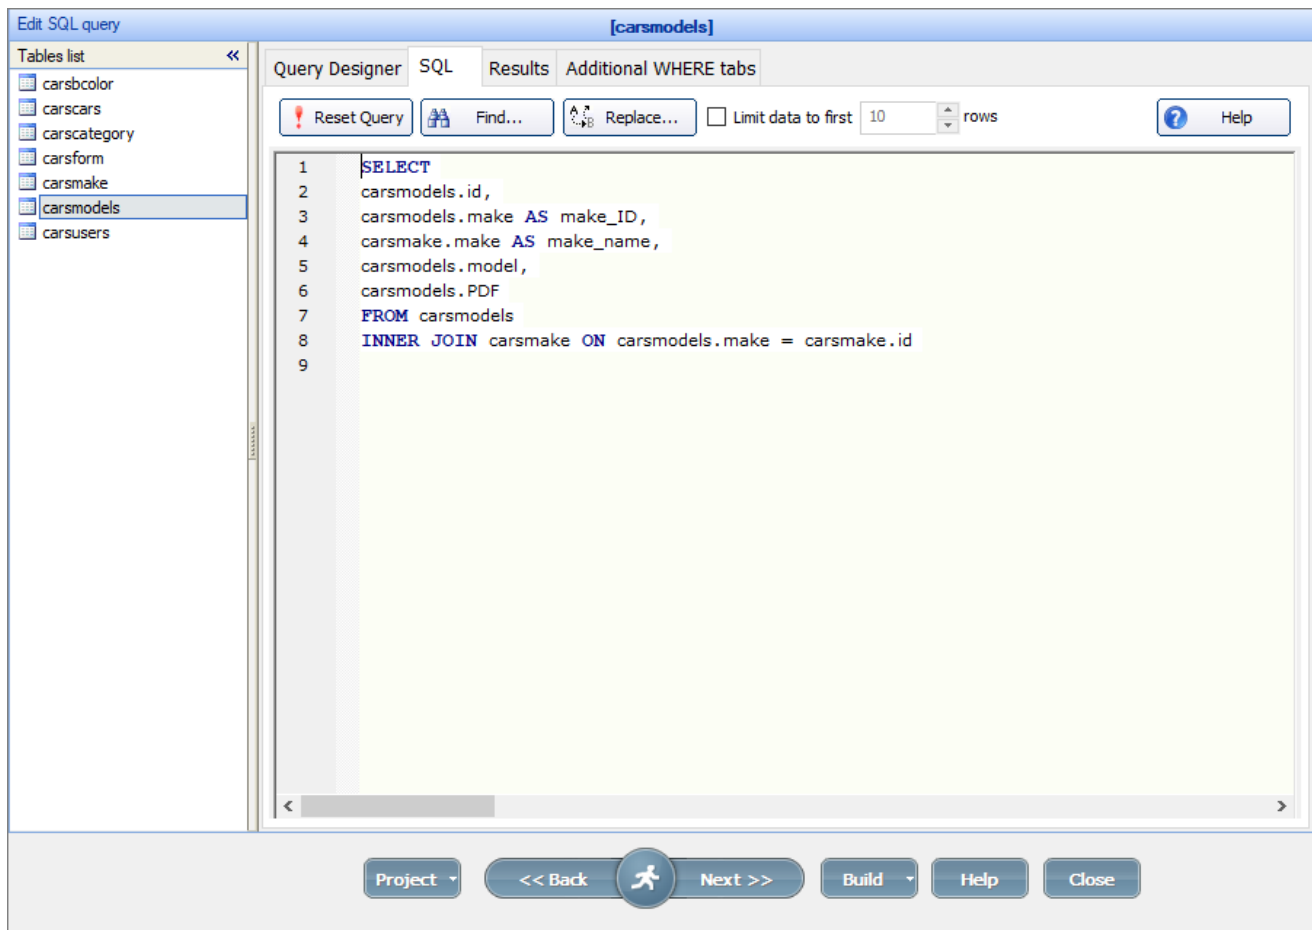 Edit SQL query
[carsmodels]
Tables list
«
carsbcolor
carscars
carscategory
carsform
carsmake
carsmodels
carsusers
Query Designer SQL Results Additional WHERE tabs
Reset Query Find... Replace... Limit data to first 10 rows Help
1 SELECT
2 carsmodels.id,
3 carsmodels.make AS make_ID,
4 carsmake.make AS make_name,
5 carsmodels.model,
6 carsmodels.PDF
7 FROM carsmodels
8 INNER JOIN carsmake ON carsmodels.make = carsmake.id
9
Project << Back Next >> Build Help Close